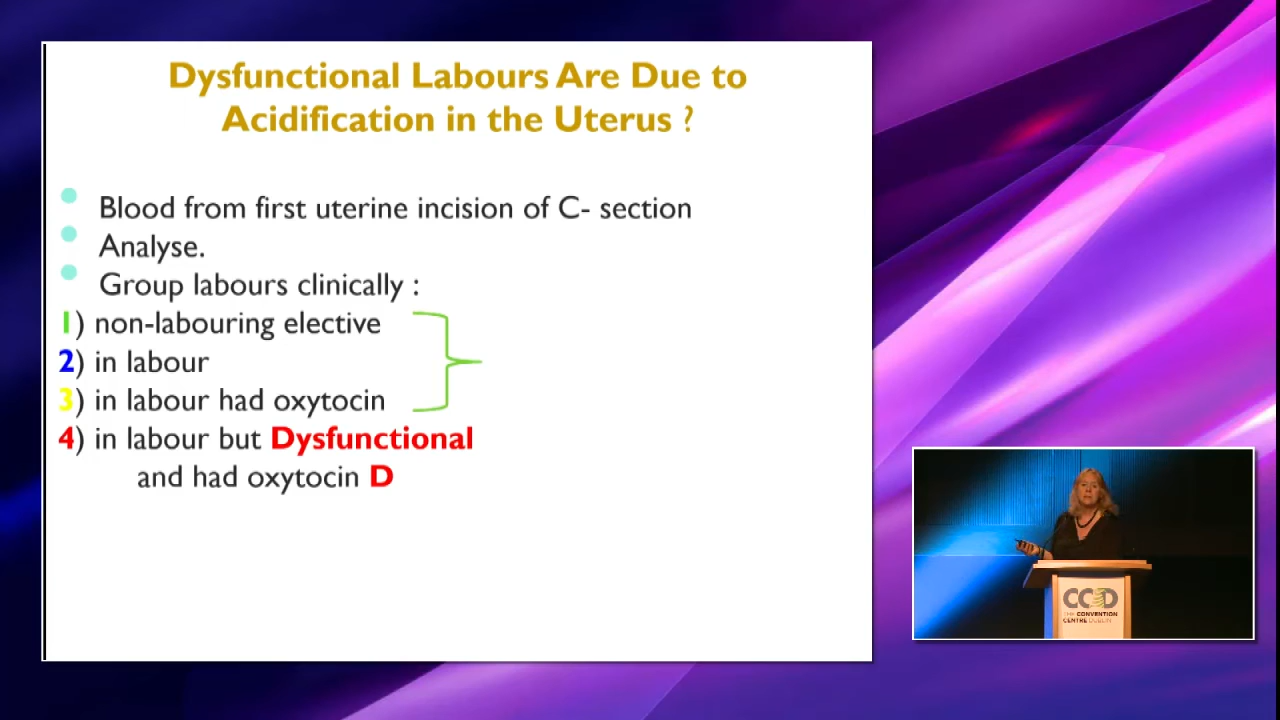 Dysfunctional Labours Are Due to
Acidification in the Uterus ?
Blood from first uterine incision of C- section
Analyse.
Group labours clinically :
1) non-labouring elective
2) in labour
3) in labour had oxytocin
4) in labour but Dysfunctional
and had oxytocin D
THE CONVENTION
CENTRE DUBLIN